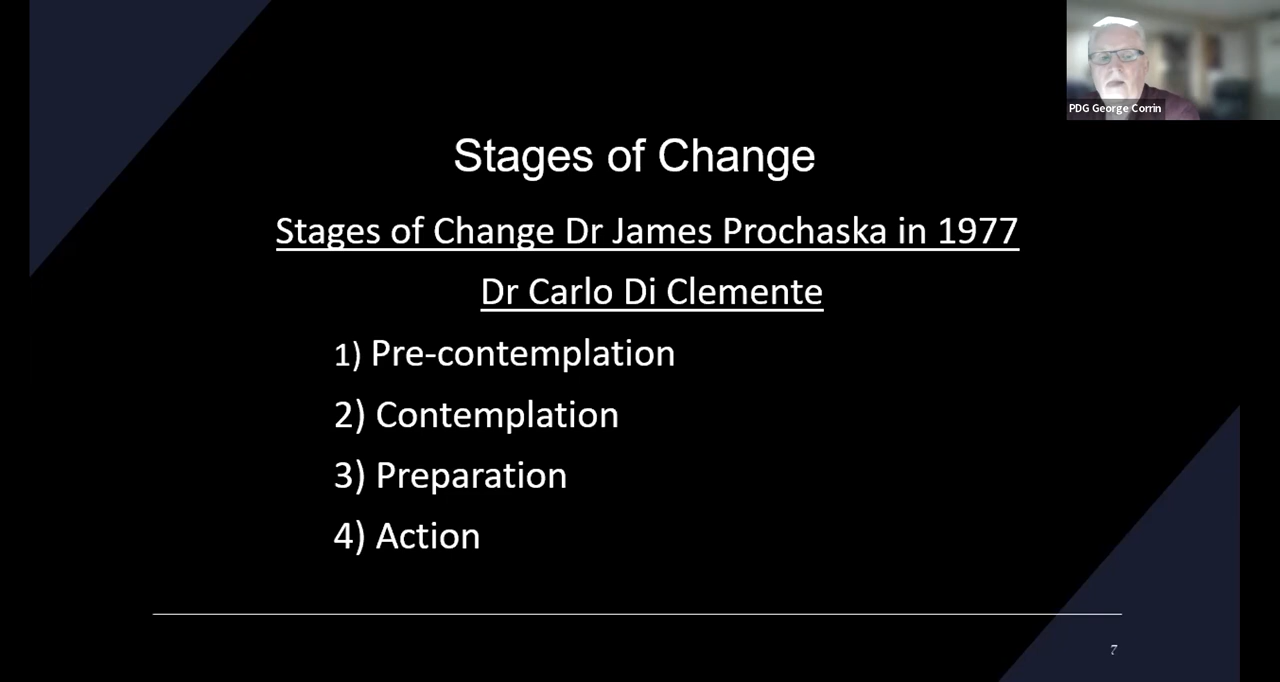 PDG George Corrin
Stages of Change
Stages of Change Dr James Prochaska in 1977
Dr Carlo Di Clemente
1) Pre-contemplation
2) Contemplation
3) Preparation
4) Action
7